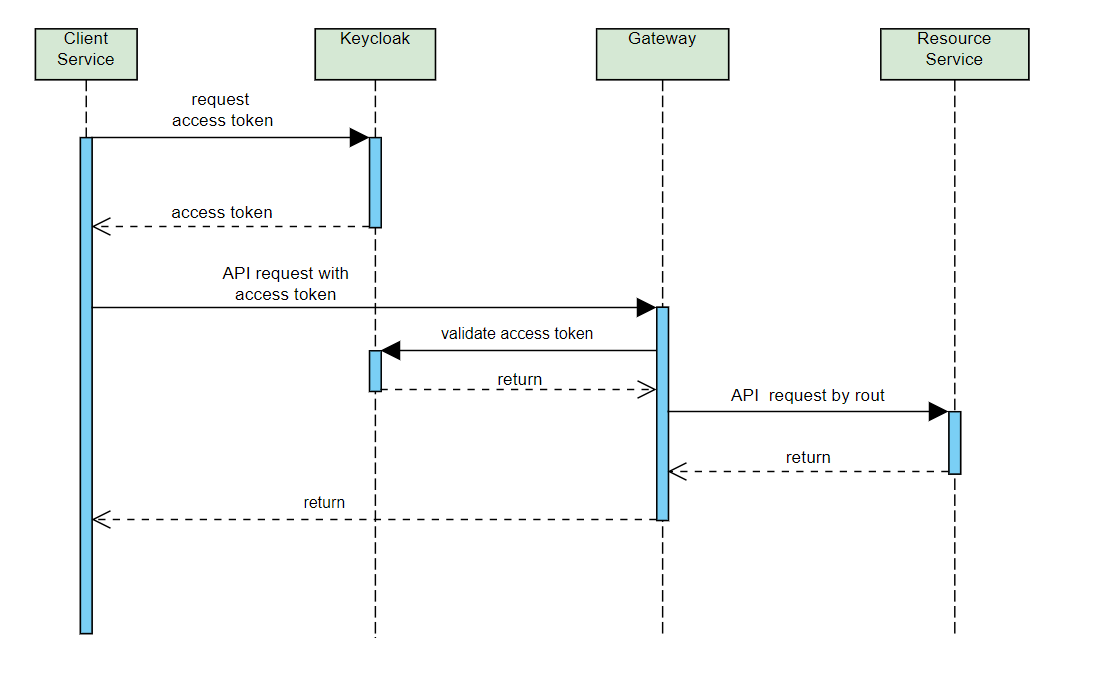 Client
Service
Keycloak
Gateway
Resource
Service
request
access token
access token
API request with
access token
validate access token
return
API  request by rout
return
return